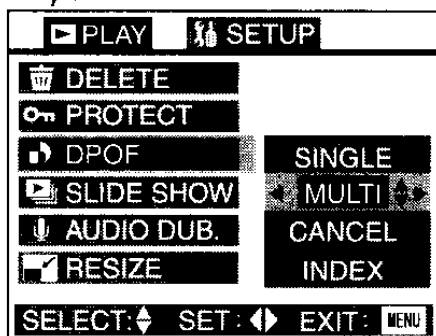 PLAY SETUP
DELETE
PROTECT
DPOF
SLIDE SHOW
AUDIO DUB.
RESIZE
SINGLE
MULTI
CANCEL
INDEX
SELECT: SET: EXIT: MENU